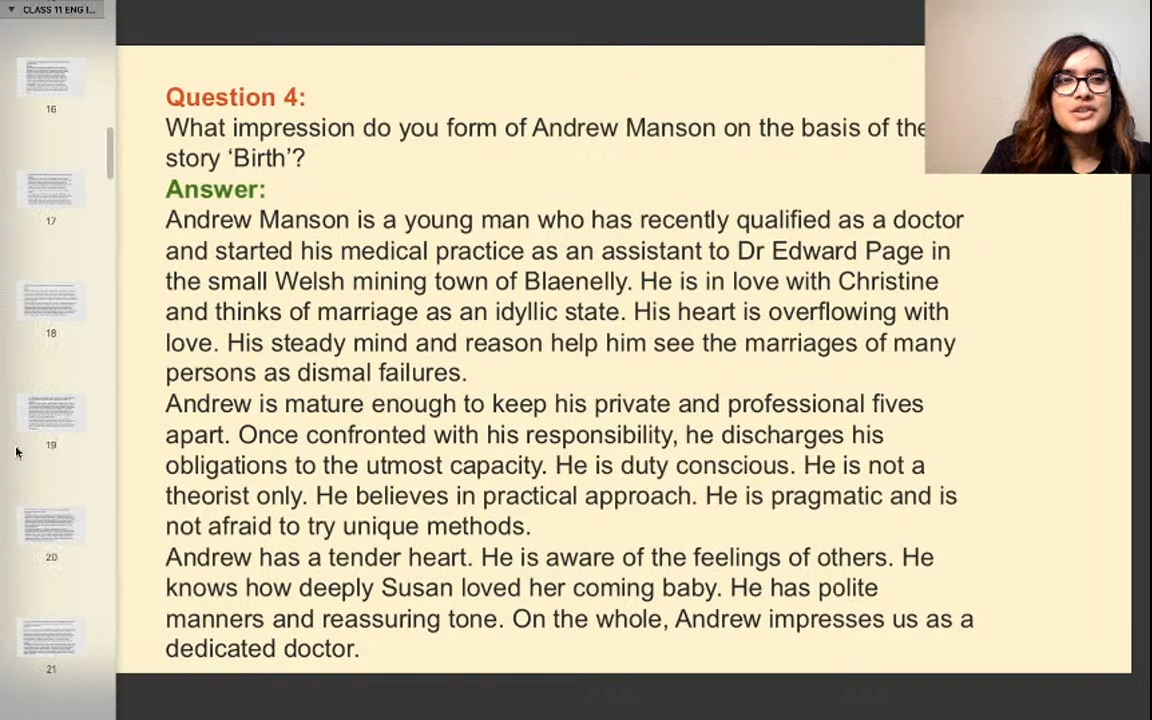 CLASS 11 ENG I...
16
17
18
19
20
21
Question 4:
What impression do you form of Andrew Manson on the basis of the
story ‘Birth’?
Answer:
Andrew Manson is a young man who has recently qualified as a doctor
and started his medical practice as an assistant to Dr Edward Page in
the small Welsh mining town of Blaenelly. He is in love with Christine
and thinks of marriage as an idyllic state. His heart is overflowing with
love. His steady mind and reason help him see the marriages of many
persons as dismal failures.
Andrew is mature enough to keep his private and professional fives
apart. Once confronted with his responsibility, he discharges his
obligations to the utmost capacity. He is duty conscious. He is not a
theorist only. He believes in practical approach. He is pragmatic and is
not afraid to try unique methods.
Andrew has a tender heart. He is aware of the feelings of others. He
knows how deeply Susan loved her coming baby. He has polite
manners and reassuring tone. On the whole, Andrew impresses us as a
dedicated doctor.